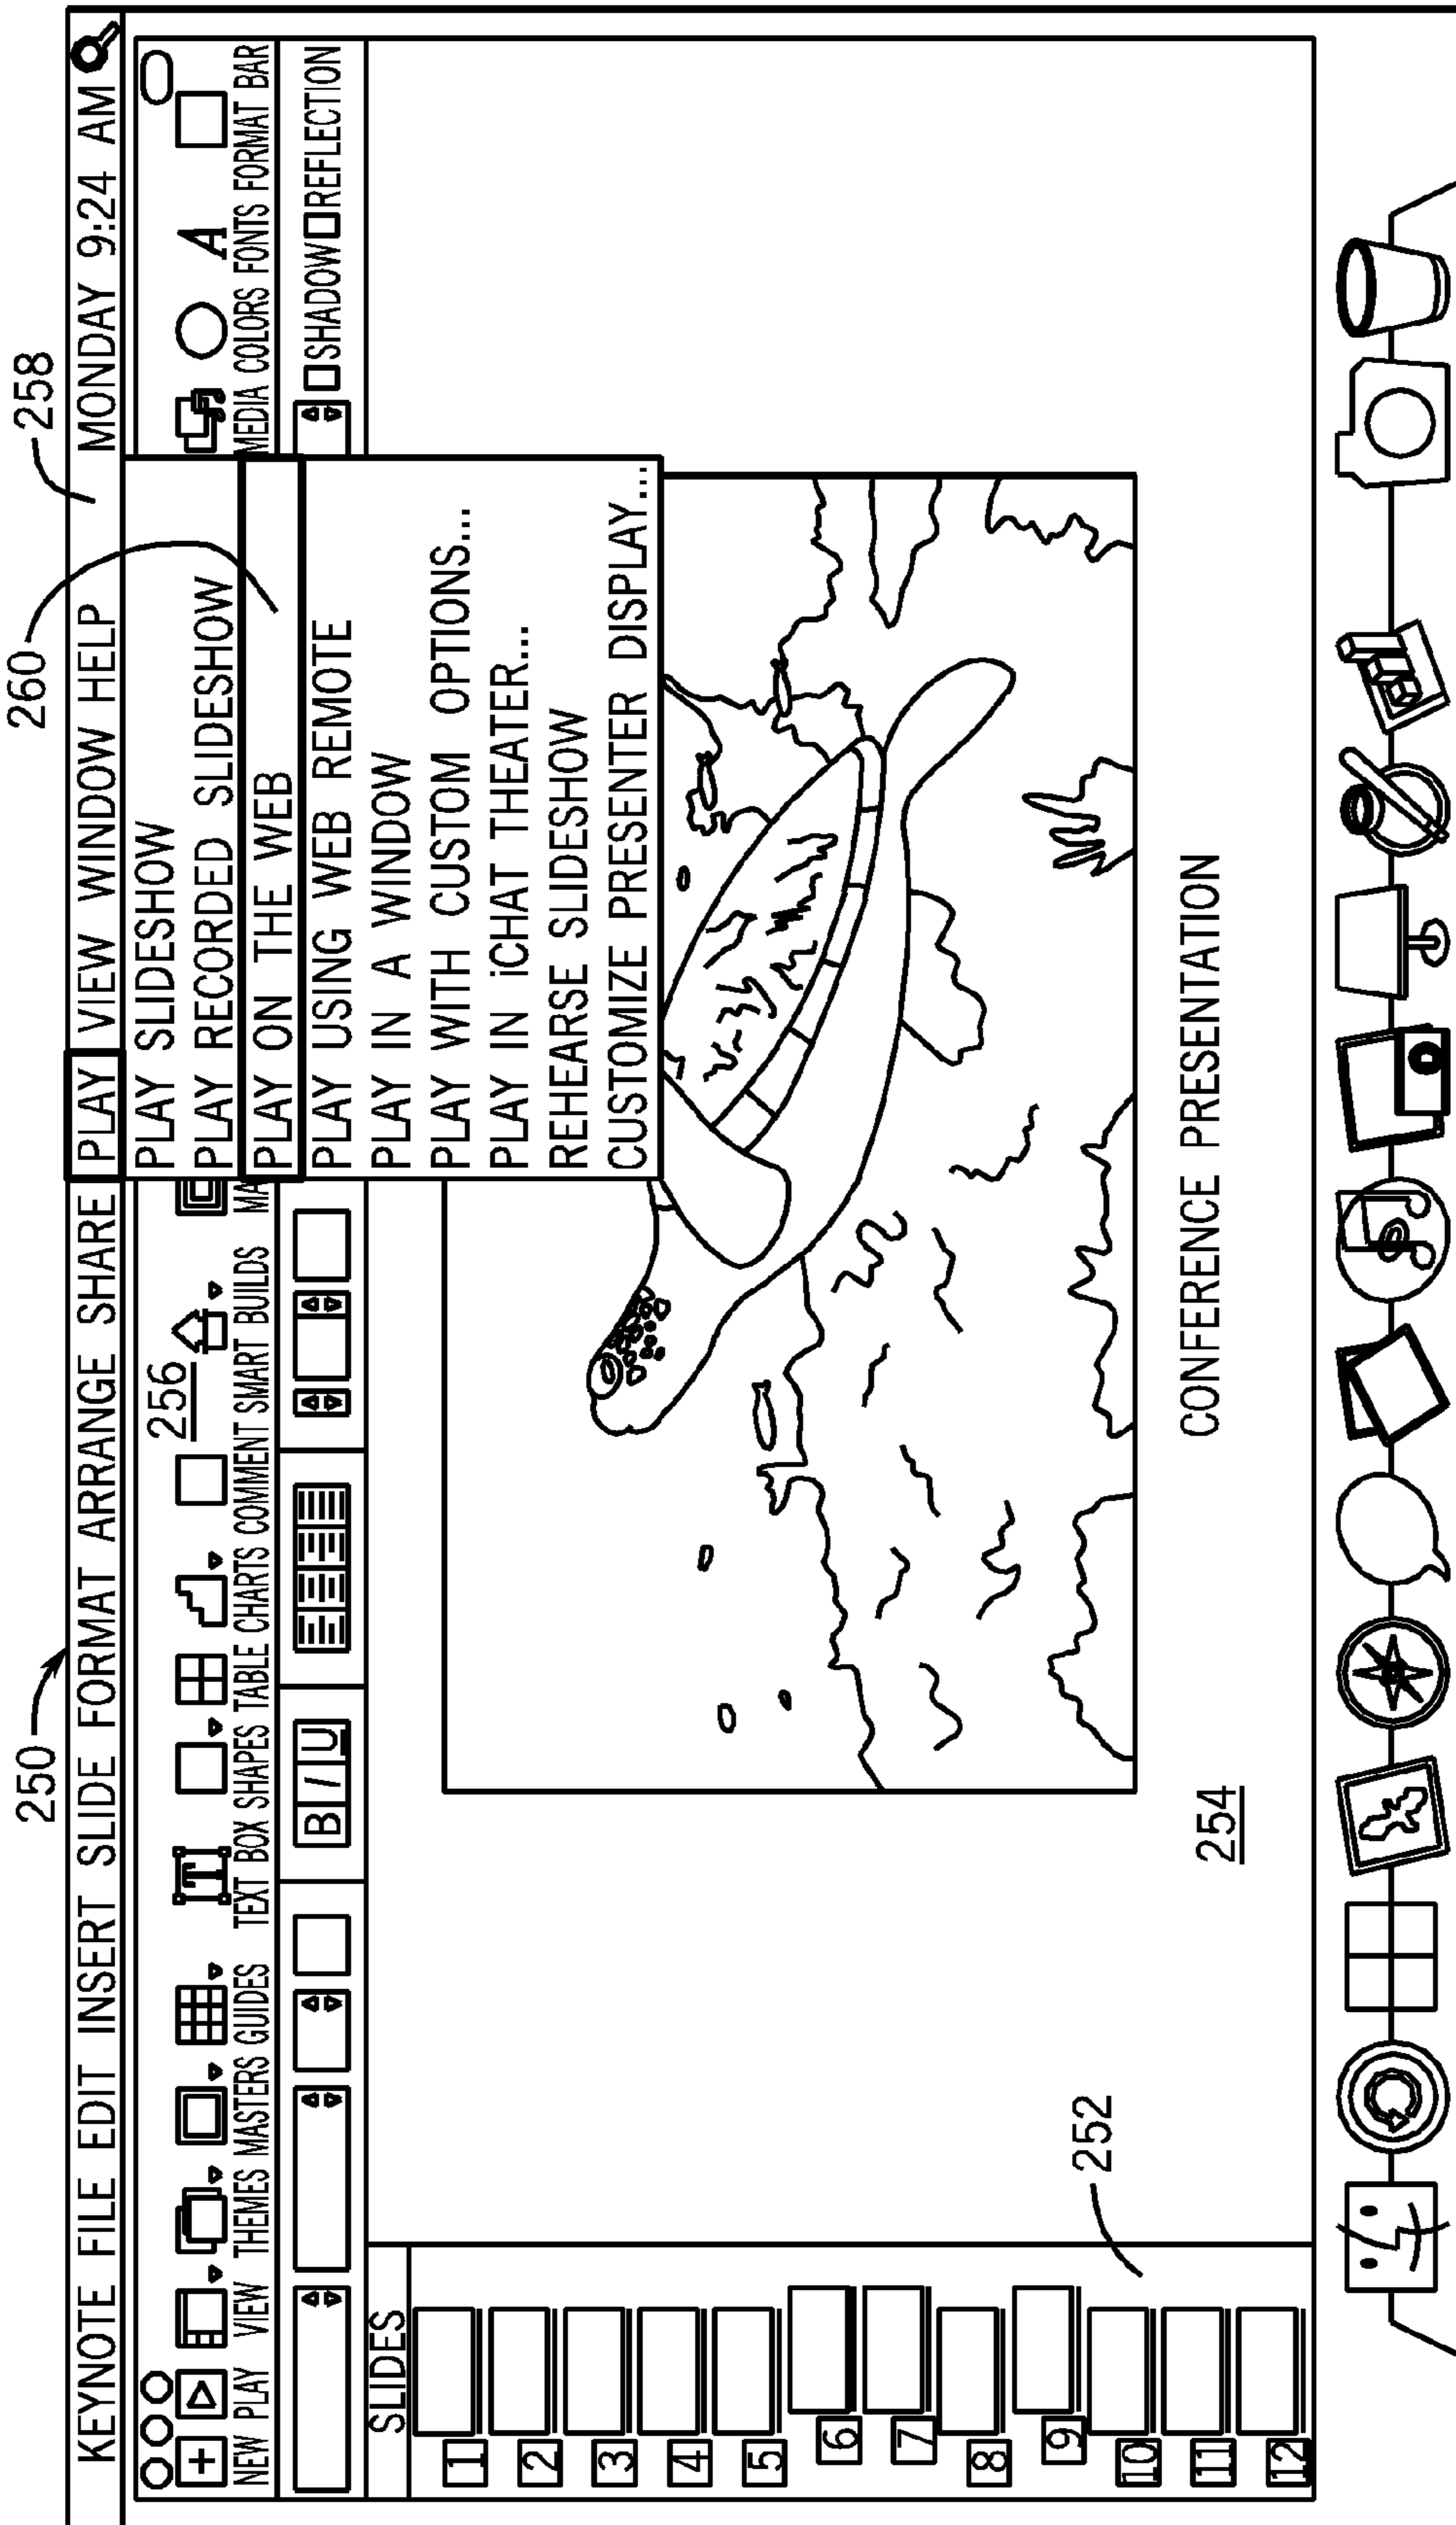 250
258
260
KEYNOTE FILE EDIT INSERT SLIDE FORMAT ARRANGE SHARE PLAY VIEW WINDOW HELP MONDAY 9:24 AM
256
NEW PLAY VIEW THEMES MASTERS GUIDES TEXT BOX SHAPES TABLE CHARTS COMMENT SMART BUILDS MA MEDIA COLORS FONTS FORMAT BAR
T
A
B I U
SHADOW REFLECTION
PLAY SLIDESHOW
PLAY RECORDED SLIDESHOW
PLAY ON THE WEB
PLAY USING WEB REMOTE
PLAY IN A WINDOW
PLAY WITH CUSTOM OPTIONS...
PLAY IN iCHAT THEATER...
REHEARSE SLIDESHOW
CUSTOMIZE PRESENTER DISPLAY...
SLIDES
1
2
3
4
5
6
7
8
9
10
11
12
252
CONFERENCE PRESENTATION
254